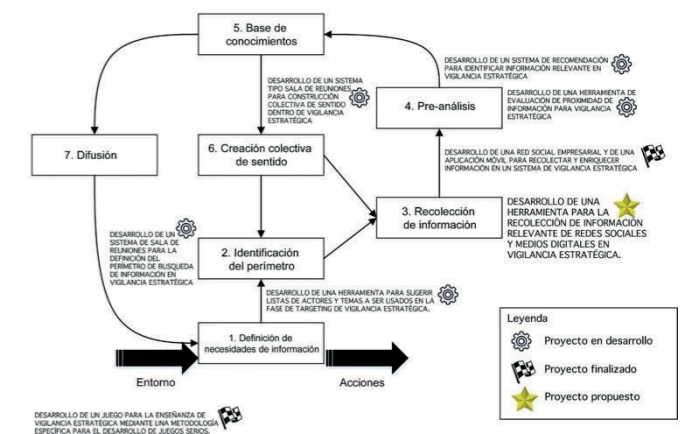 5. Base de
conocimientos
DESARROLLO DE UN SISTEMA DE RECOMENDACIÓN
PARA IDENTIFICAR INFORMACIÓN RELEVANTE EN
VIGILANCIA ESTRATÉGICA
DESARROLLO DE UN SISTEMA
TIPO SALA DE REUNIONES
PARA CONSTRUCCIÓN
COLECTIVA DE SENTIDO
DENTRO DE VIGILANCIA
ESTRATÉGICA
4. Pre-análisis
DESARROLLO DE UNA HERRAMIENTA DE
EVALUACIÓN DE PROXIMIDAD DE
INFORMACIÓN PARA VIGILANCIA
ESTRATÉGICA
7. Difusión
6. Creación colectiva
de sentido
DESARROLLO DE UNA RED SOCIAL EMPRESARIAL Y DE UNA
APLICACIÓN MÓVIL PARA RECOLECTAR Y ENRIQUECER
INFORMACIÓN EN UN SISTEMA DE VIGILANCIA ESTRATÉGICA
3. Recolección
de información
DESARROLLO DE UNA
HERRAMIENTA PARA LA
RECOLECCIÓN DE INFORMACIÓN
RELEVANTE DE REDES SOCIALES
Y MEDIOS DIGITALES EN
VIGILANCIA ESTRATÉGICA.
DESARROLLO DE UN
SISTEMA DE SALA DE
REUNIONES PARA LA
DEFINICIÓN DEL
PERÍMETRO DE BUSQUEDA
DE INFORMACIÓN EN
VIGILANCIA ESTRATÉGICA
2. Identificación
del perímetro
DESARROLLO DE UNA HERRAMIENTA PARA SUGERIR
LISTAS DE ACTORES Y TEMAS A SER USADOS EN LA
FASE DE TARGETING DE VIGILANCIA ESTRATÉGICA.
1. Definición de
necesidades de información
Entorno
Acciones
Leyenda
Proyecto en desarrollo
Proyecto finalizado
Proyecto propuesto
DESARROLLO DE UN JUEGO PARA LA ENSEÑANZA DE
VIGILANCIA ESTRATÉGICA MEDIANTE UNA METODOLOGÍA
ESPECÍFICA PARA EL DESARROLLO DE JUEGOS SERIOS.